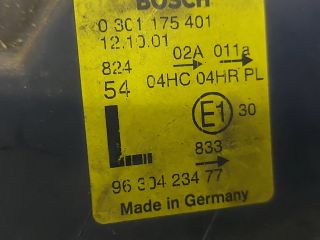 BOSCH
0 301 175 401
12.10.01
824 02A 011a
54 04HC 04HR PL
E1 30
L
833
96 304 234 77
Made in Germany